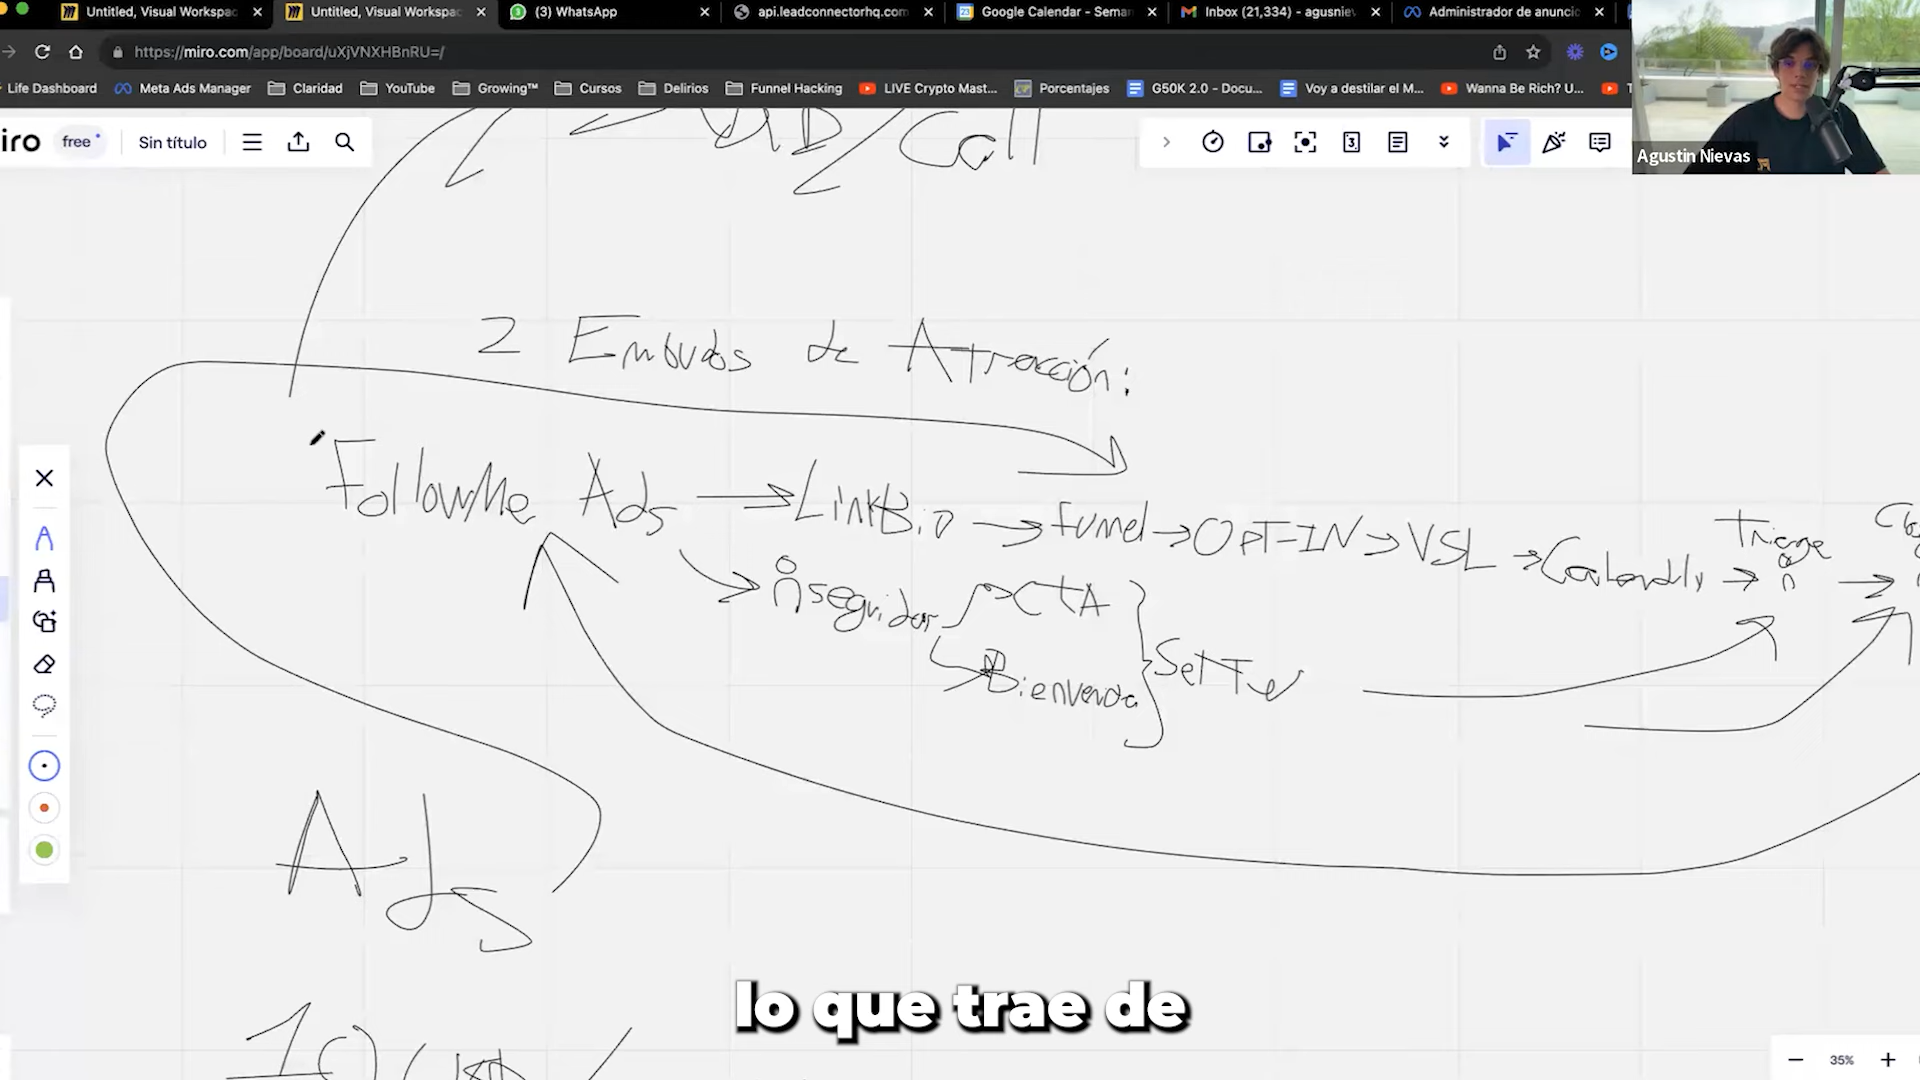 Untitled, Visual Workspac
Untitled, Visual Workspac
(3) WhatsApp
api.leadconnectorhq.com
Google Calendar - Seman
Inbox (21,334) - agusniev
Administrador de anuncio
https://miro.com/app/board/uXjVNXHBnRU=/
Life Dashboard
Meta Ads Manager
Claridad
YouTube
Growing™
Cursos
Delirios
Funnel Hacking
LIVE Crypto Mast...
Porcentajes
G50K 2.0 - Docu...
Voy a destilar el M...
Wanna Be Rich? U...
iro
free
Sin título
3
Agustin Nievas
/Call
2 Embudos de Atracción:
FollowMe Ads → LinkBio → Funnel → OPT-IN → VSL → Calendly → Triage →
seguidor CTA
Bienvenida
Setter
Ads
lo que trae de
35%